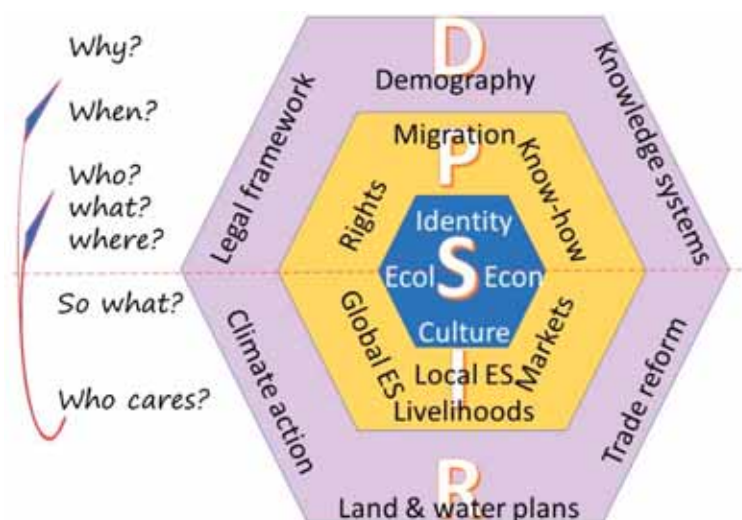 Why?
When?
Who?
what?
where?
So what?
Who cares?
D
Demography
Legal framework
Knowledge systems
Migration
P
Rights
Know-how
Identity
Ecol S Econ
Culture
Global ES
Markets
I
Local ES
Livelihoods
Climate action
Trade reform
R
Land & water plans